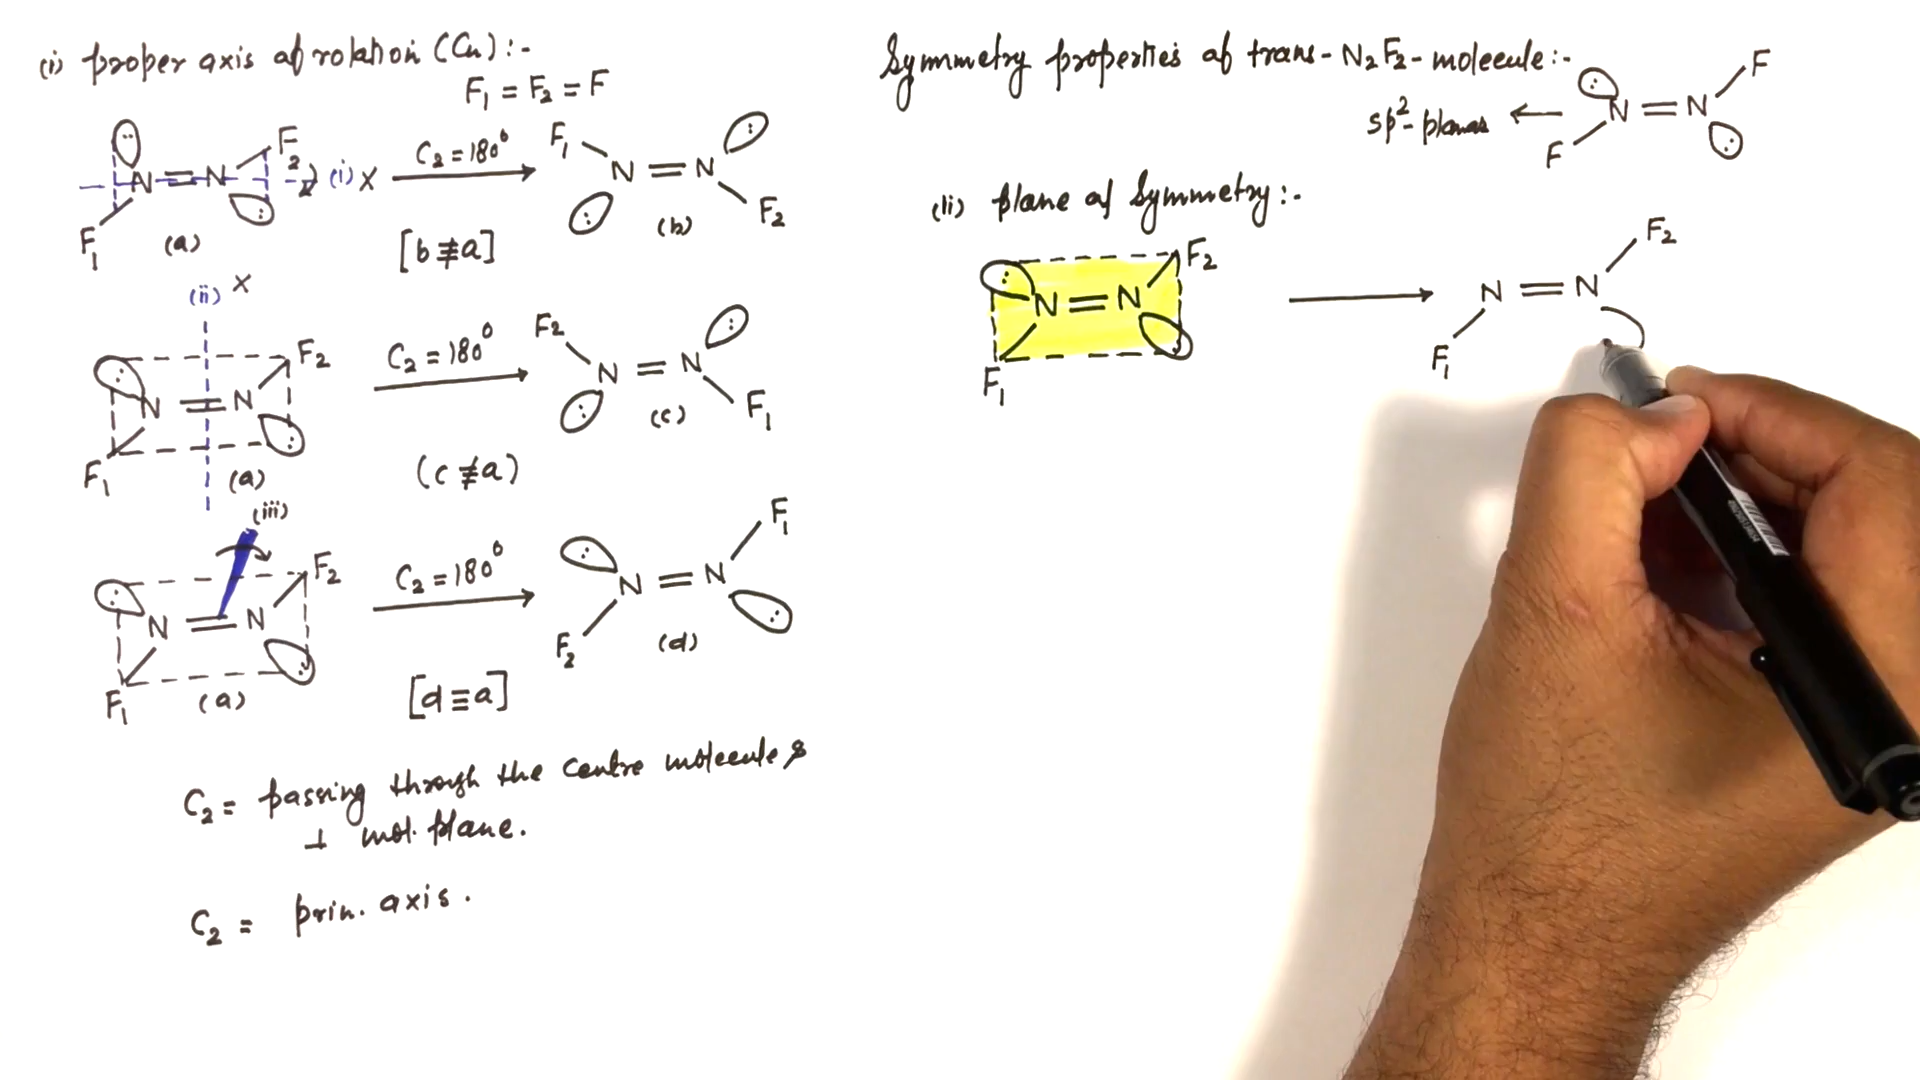 (i) proper axis of rotation (Cn):-
F1 = F2 = F
N = N F2 (i) X
F1 (a)
C2 = 180°
[b ≢ a]
F1 N = N F2
(b)
(ii) X
F2
N = N
F1 (a)
C2 = 180°
(c ≢ a)
F2 N = N F1
(c)
(iii)
F2
N = N
F1 (a)
C2 = 180°
[d ≡ a]
F1
N = N
F2 (d)
C2 = passing through the centre molecule &
⊥ mol. plane.
C2 = prin. axis.
Symmetry properties of trans-N2F2-molecule:-
sp2-planar ← N = N F
F
(ii) plane of Symmetry:-
F2
N = N
F1
F2
N = N
F1